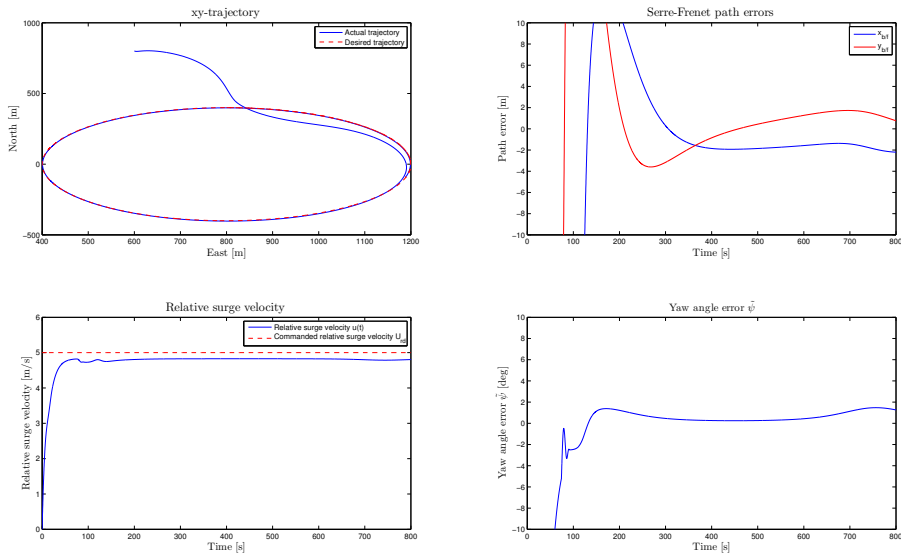 xy-trajectory
1000
500
0
−500
400 500 600 700 800 900 1000 1100 1200
North [m]
East [m]
Actual trajectory
Desired trajectory
Serre-Frenet path errors
10
8
6
4
2
0
−2
−4
−6
−8
−10
0 100 200 300 400 500 600 700 800
Path error [m]
Time [s]
x_b/f
y_b/f
Relative surge velocity
6
5
4
3
2
1
0
0 100 200 300 400 500 600 700 800
Relative surge velocity [m/s]
Time [s]
Relative surge velocity u(t)
Commanded relative surge velocity U_rd
Yaw angle error ψ̃
10
8
6
4
2
0
−2
−4
−6
−8
−10
0 100 200 300 400 500 600 700 800
Yaw angle error ψ̃ [deg]
Time [s]